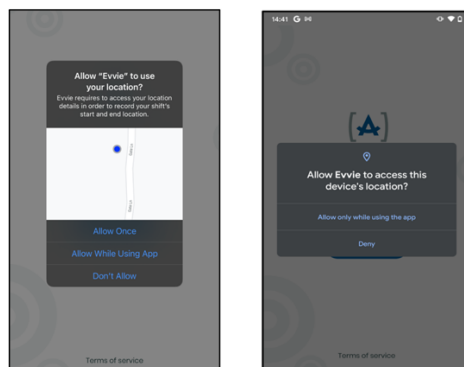 Allow "Evvie" to use
your location?
Evvie requires to access your location
details in order to record your shift's
start and end location.
Allow Once
Allow While Using App
Don't Allow
Terms of service
14:41 G
[A]
Allow Evvie to access this
device's location?
Allow only while using the app
Deny
Terms of service